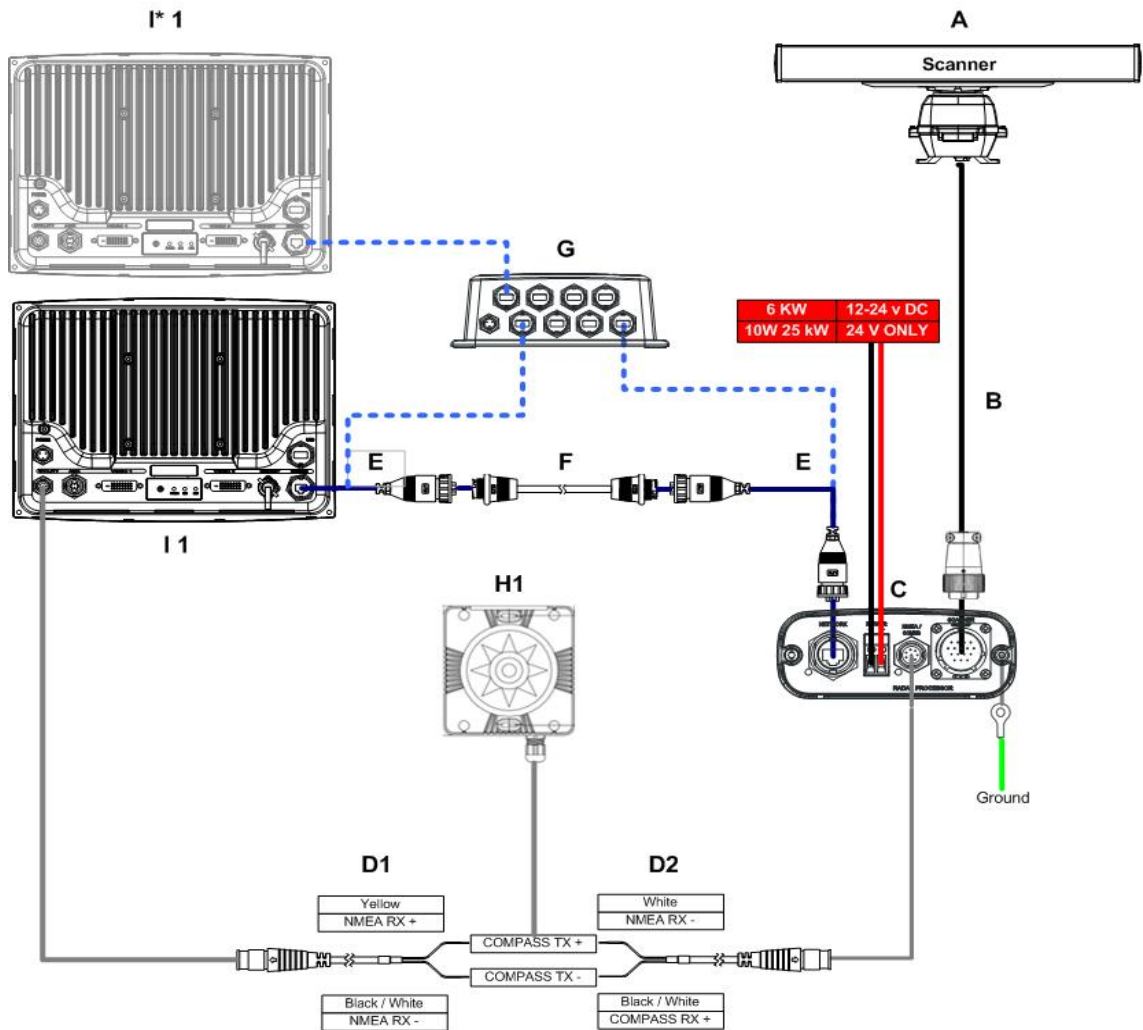 I* 1
A
Scanner
G
6 KW
12-24 v DC
10W 25 kW
24 V ONLY
B
E
F
E
I 1
H1
C
NETWORK
RADAR PROCESSOR
Ground
D1
D2
Yellow
NMEA RX +
White
NMEA RX -
COMPASS TX +
COMPASS TX -
Black / White
NMEA RX -
Black / White
COMPASS RX +